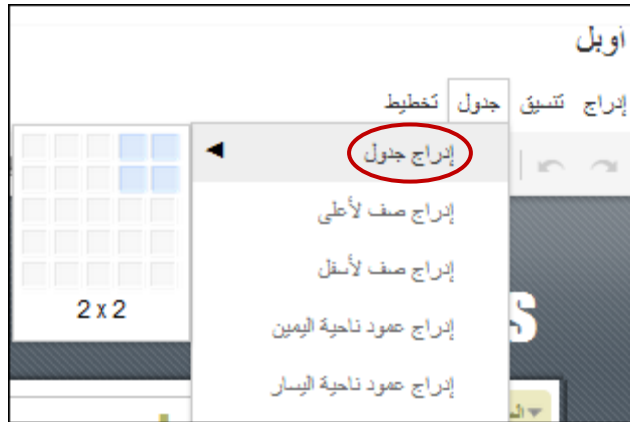 أوبل
إدراج تنسيق جدول تخطيط
إدراج جدول
إدراج صف لأعلى
إدراج صف لأسفل
إدراج عمود ناحية اليمين
إدراج عمود ناحية اليسار
2 x 2
S